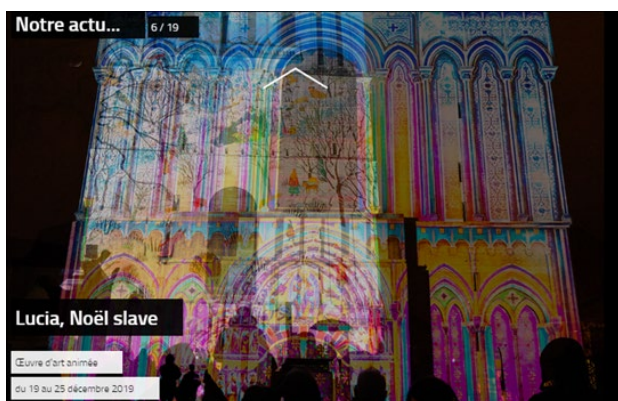 Notre actu...
6 / 19
Lucia, Noël slave
Œuvre d'art animée
du 19 au 25 décembre 2019